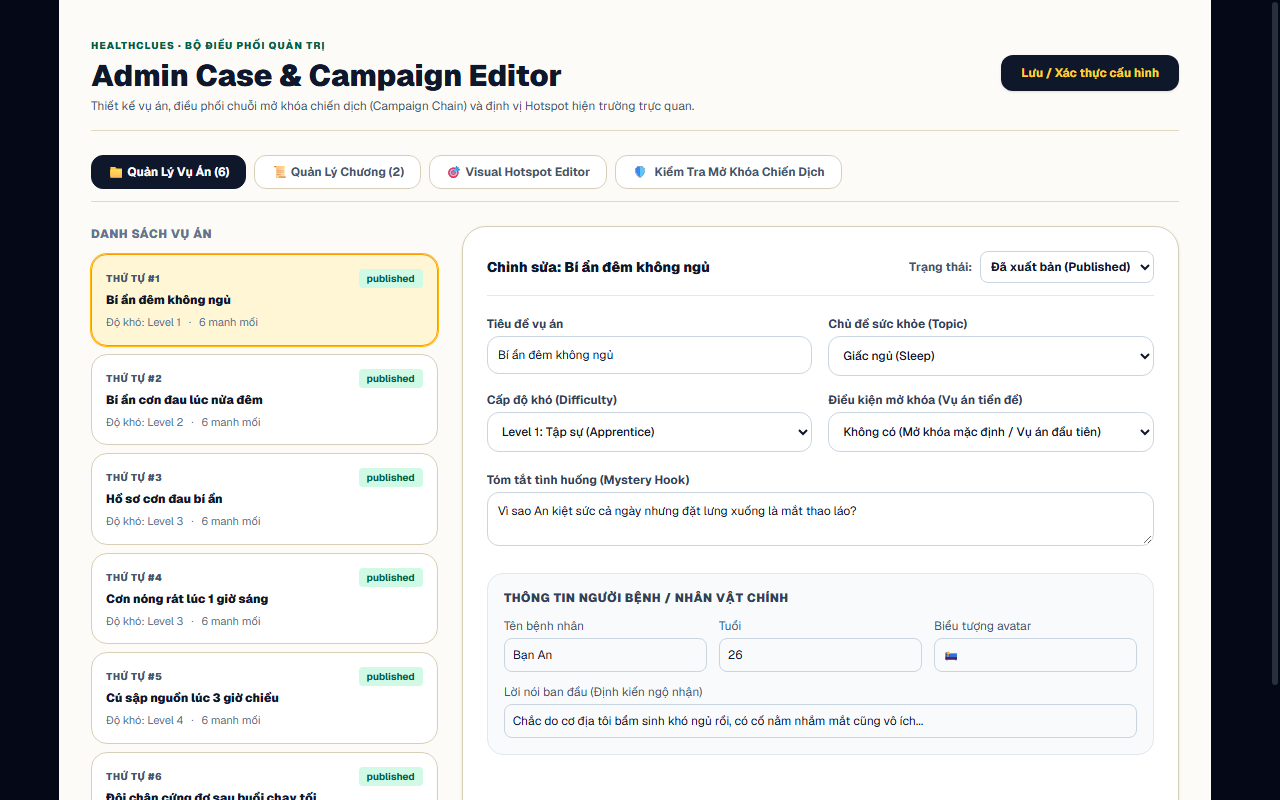 HEALTHCLUES · BỘ ĐIỀU PHỐI QUẢN TRỊ
Admin Case & Campaign Editor
Thiết kế vụ án, điều phối chuỗi mở khóa chiến dịch (Campaign Chain) và định vị Hotspot hiện trường trực quan.
Lưu / Xác thực cấu hình
Quản Lý Vụ Án (6)
Quản Lý Chương (2)
Visual Hotspot Editor
Kiểm Tra Mở Khóa Chiến Dịch
DANH SÁCH VỤ ÁN
THỨ TỰ #1
published
Bí ẩn đêm không ngủ
Độ khó: Level 1 · 6 manh mối
THỨ TỰ #2
published
Bí ẩn cơn đau lúc nửa đêm
Độ khó: Level 2 · 6 manh mối
THỨ TỰ #3
published
Hồ sơ cơn đau bí ẩn
Độ khó: Level 3 · 6 manh mối
THỨ TỰ #4
published
Cơn nóng rát lúc 1 giờ sáng
Độ khó: Level 3 · 6 manh mối
THỨ TỰ #5
published
Cú sập nguồn lúc 3 giờ chiều
Độ khó: Level 4 · 6 manh mối
THỨ TỰ #6
published
Đôi chân cứng đơ sau buổi chạy tối
Chỉnh sửa: Bí ẩn đêm không ngủ
Trạng thái:
Đã xuất bản (Published)
Tiêu đề vụ án
Bí ẩn đêm không ngủ
Chủ đề sức khỏe (Topic)
Giấc ngủ (Sleep)
Cấp độ khó (Difficulty)
Level 1: Tập sự (Apprentice)
Điều kiện mở khóa (Vụ án tiền đề)
Không có (Mở khóa mặc định / Vụ án đầu tiên)
Tóm tắt tình huống (Mystery Hook)
Vì sao An kiệt sức cả ngày nhưng đặt lưng xuống là mắt thao láo?
THÔNG TIN NGƯỜI BỆNH / NHÂN VẬT CHÍNH
Tên bệnh nhân
Bạn An
Tuổi
26
Biểu tượng avatar
Lời nói ban đầu (Định kiến ngộ nhận)
Chắc do cơ địa tôi bẩm sinh khó ngủ rồi, có cố nằm nhắm mắt cũng vô ích...